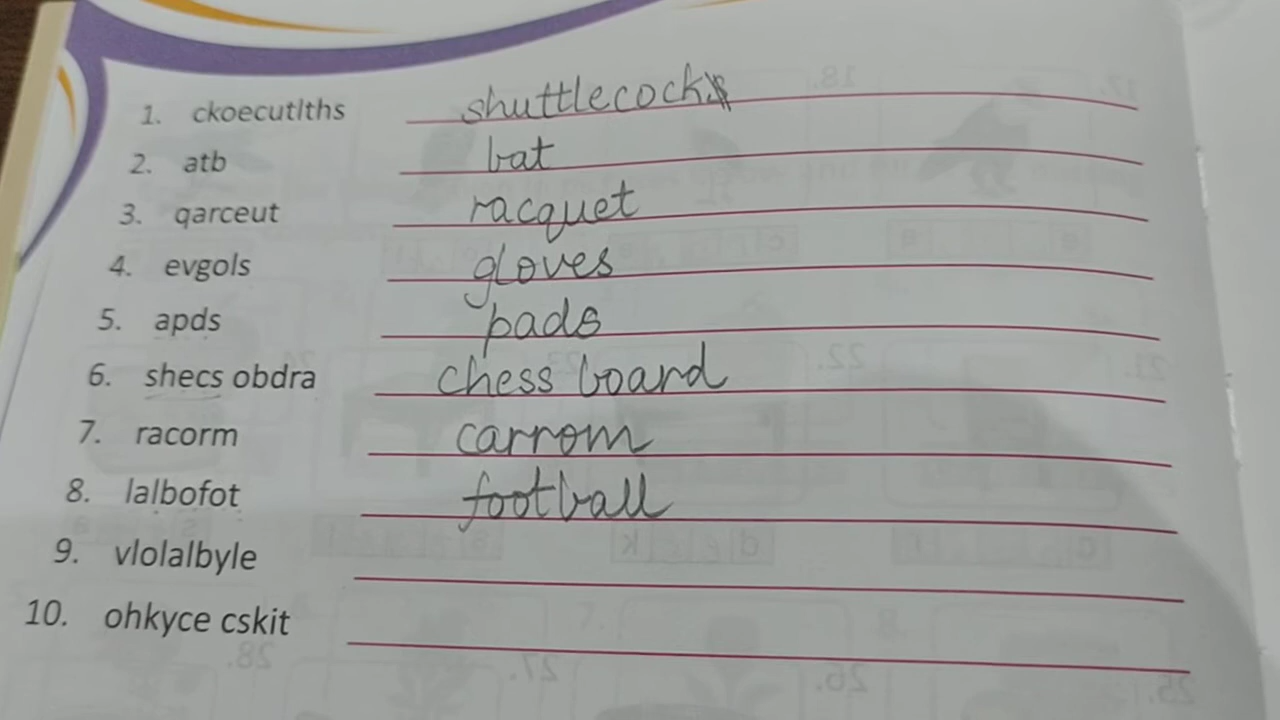 1. ckoecutlths shuttlecock
2. atb bat
3. qarceut racquet
4. evgols gloves
5. apds pads
6. shecs obdra chess board
7. racorm carrom
8. lalbofot football
9. vlolalbyle
10. ohkyce cskit